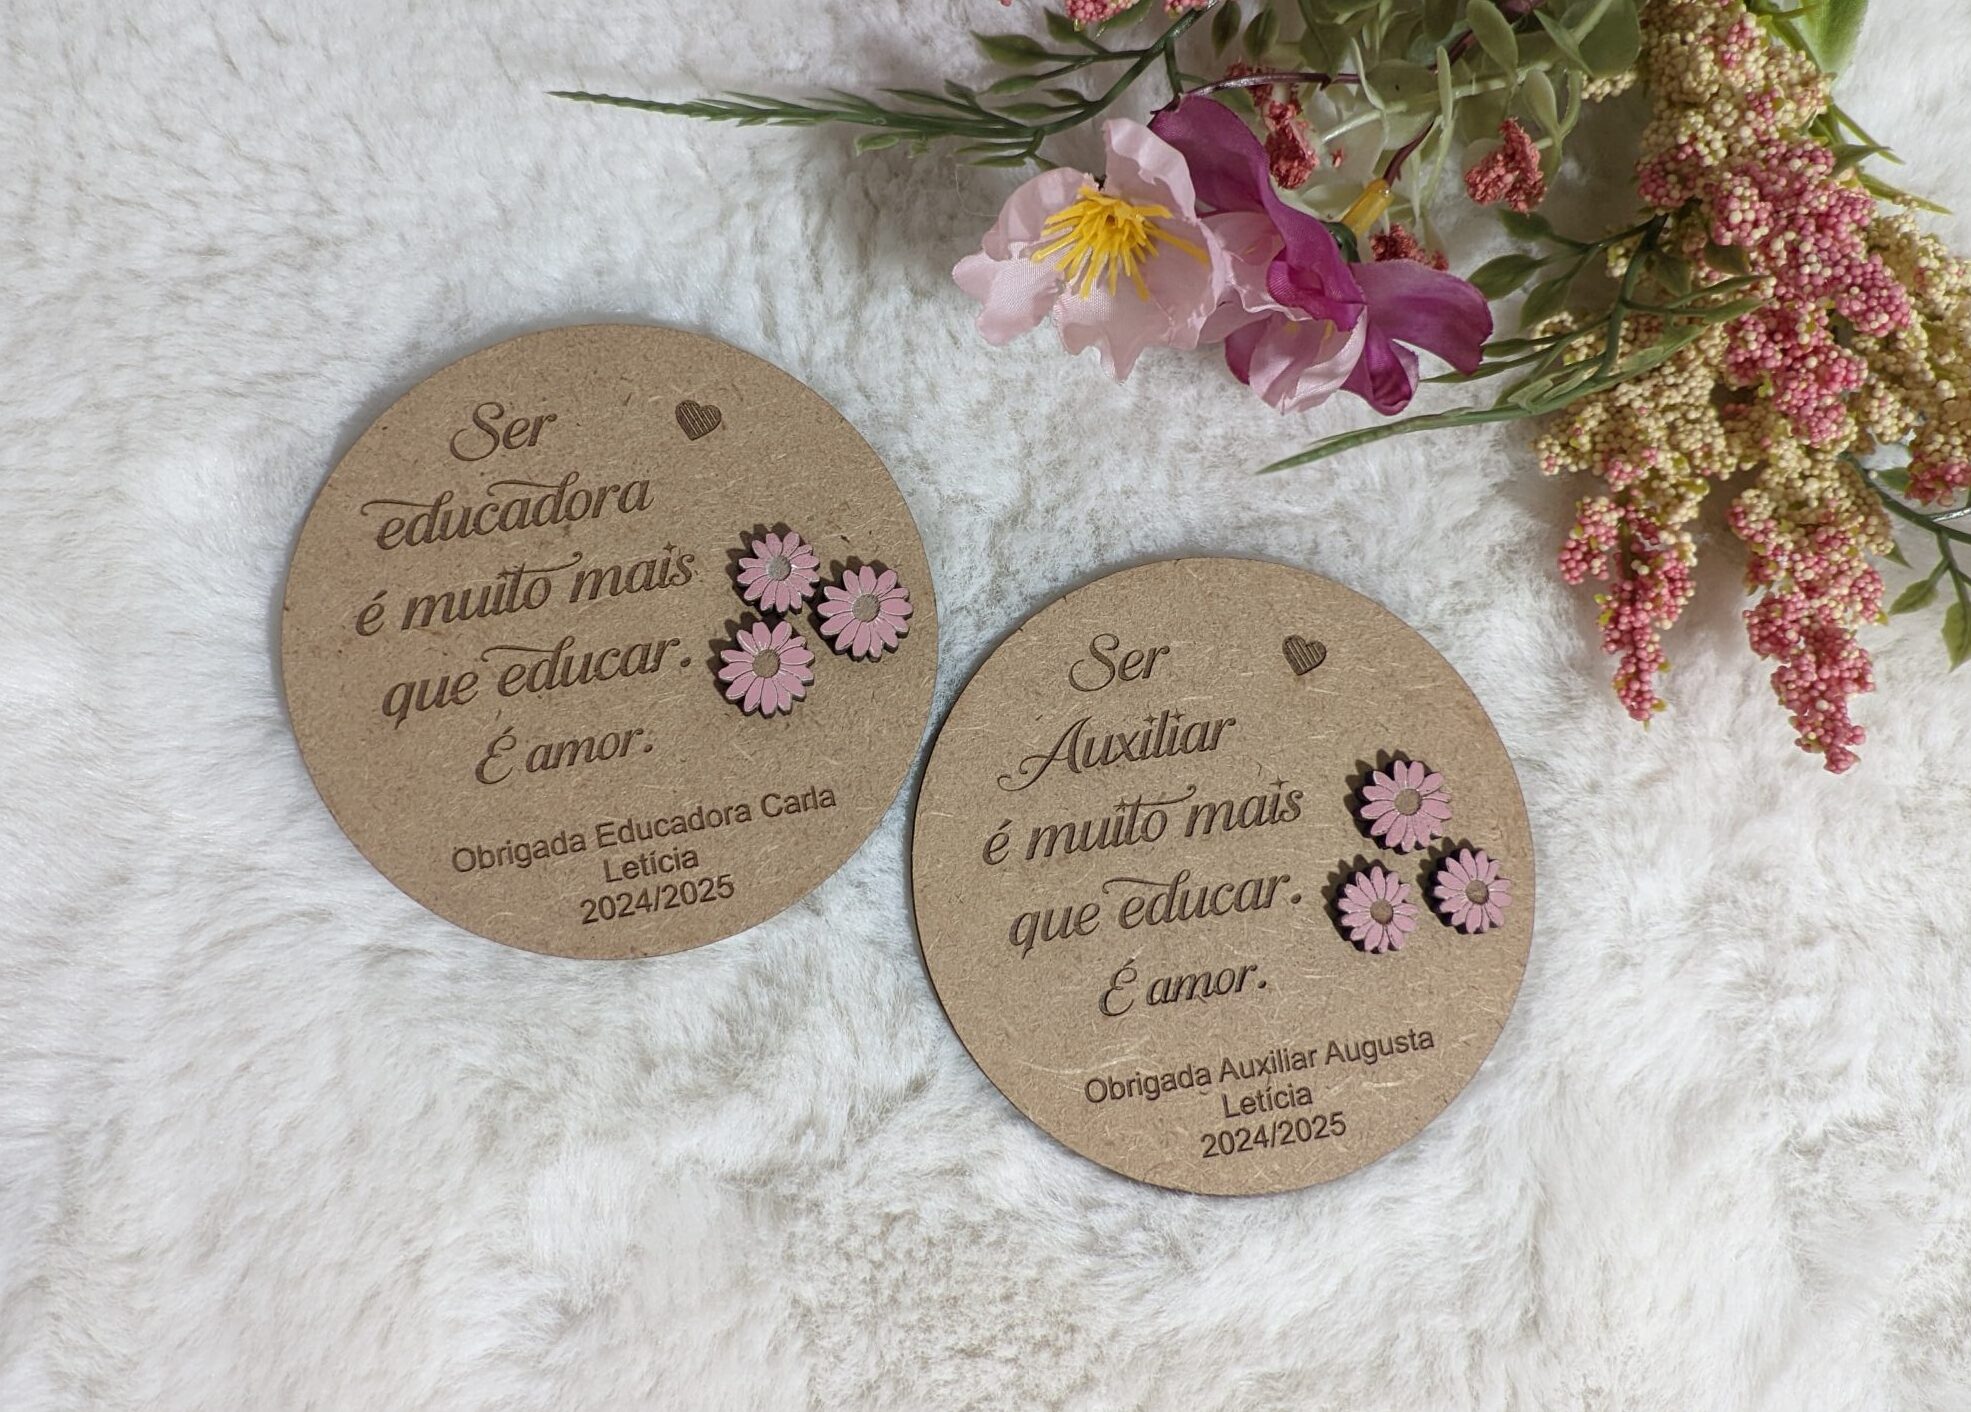 Ser
educadora
é muito mais
que educar.
É amor.
Obrigada Educadora Carla
Letícia
2024/2025
Ser
Auxiliar
é muito mais
que educar.
É amor.
Obrigada Auxiliar Augusta
Letícia
2024/2025